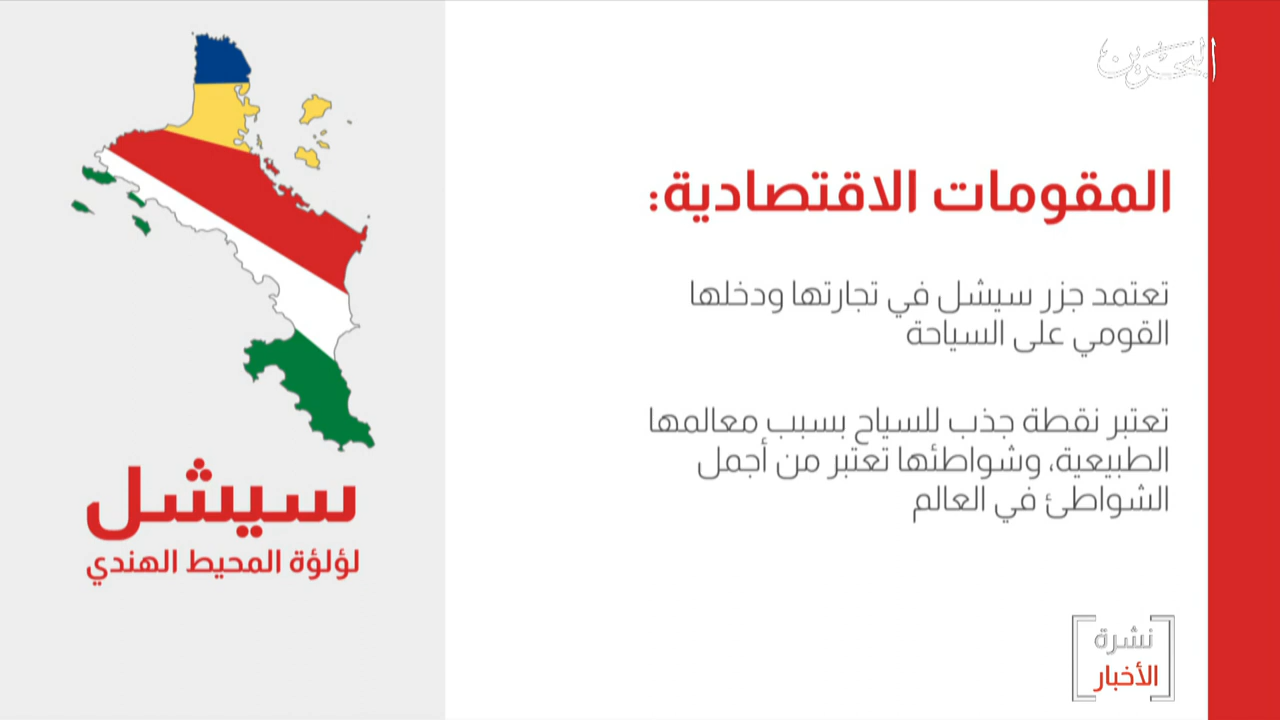 البحرين
المقومات الاقتصادية:
تعتمد جزر سيشل في تجارتها ودخلها
القومي على السياحة
تعتبر نقطة جذب للسياح بسبب معالمها
الطبيعية، وشواطئها تعتبر من أجمل
الشواطئ في العالم
سيشل
لؤلؤة المحيط الهندي
نشرة
الأخبار